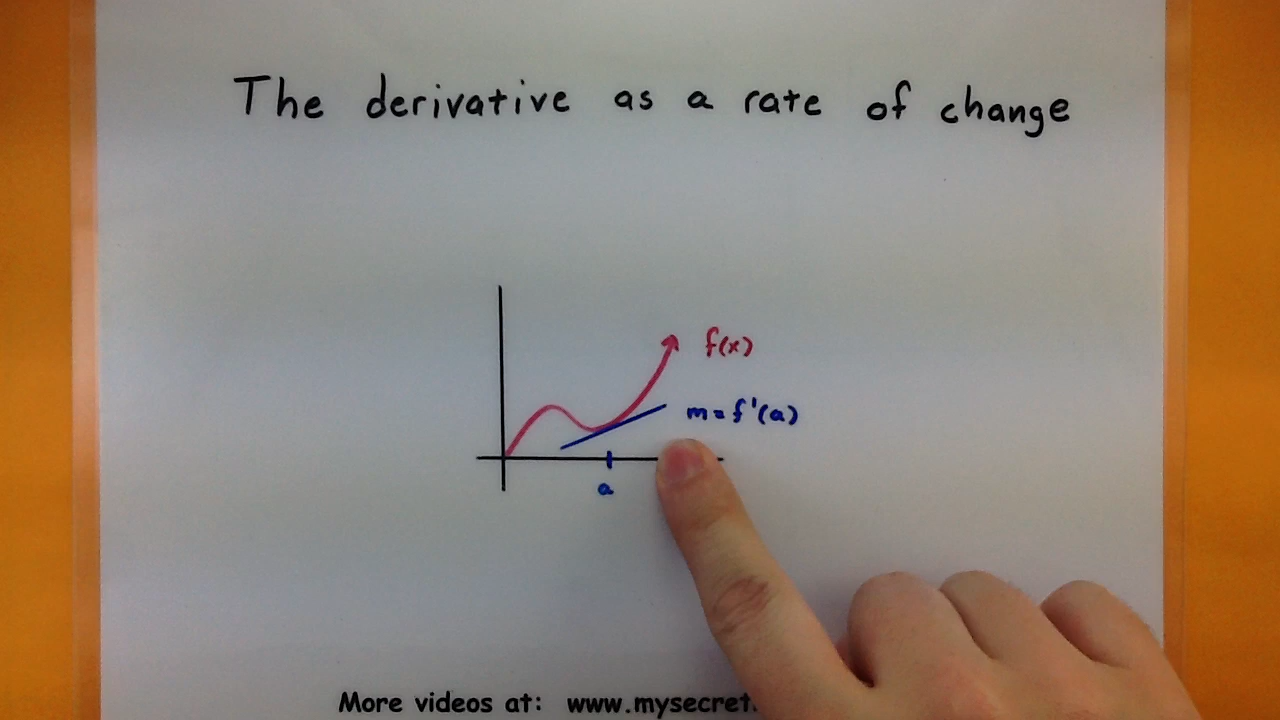 The derivative as a rate of change
f(x)
m=f'(a)
a
More videos at: www.mysecret.